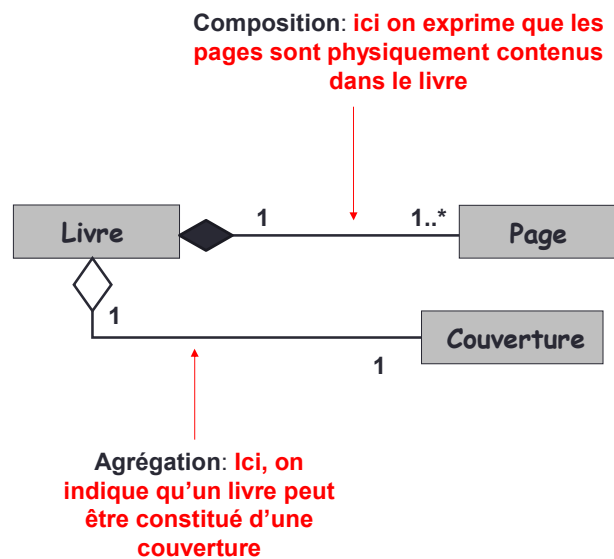 Composition: ici on exprime que les
pages sont physiquement contenus
dans le livre
Livre
1
1..*
Page
1
1
Couverture
Agrégation: Ici, on
indique qu'un livre peut
être constitué d'une
couverture